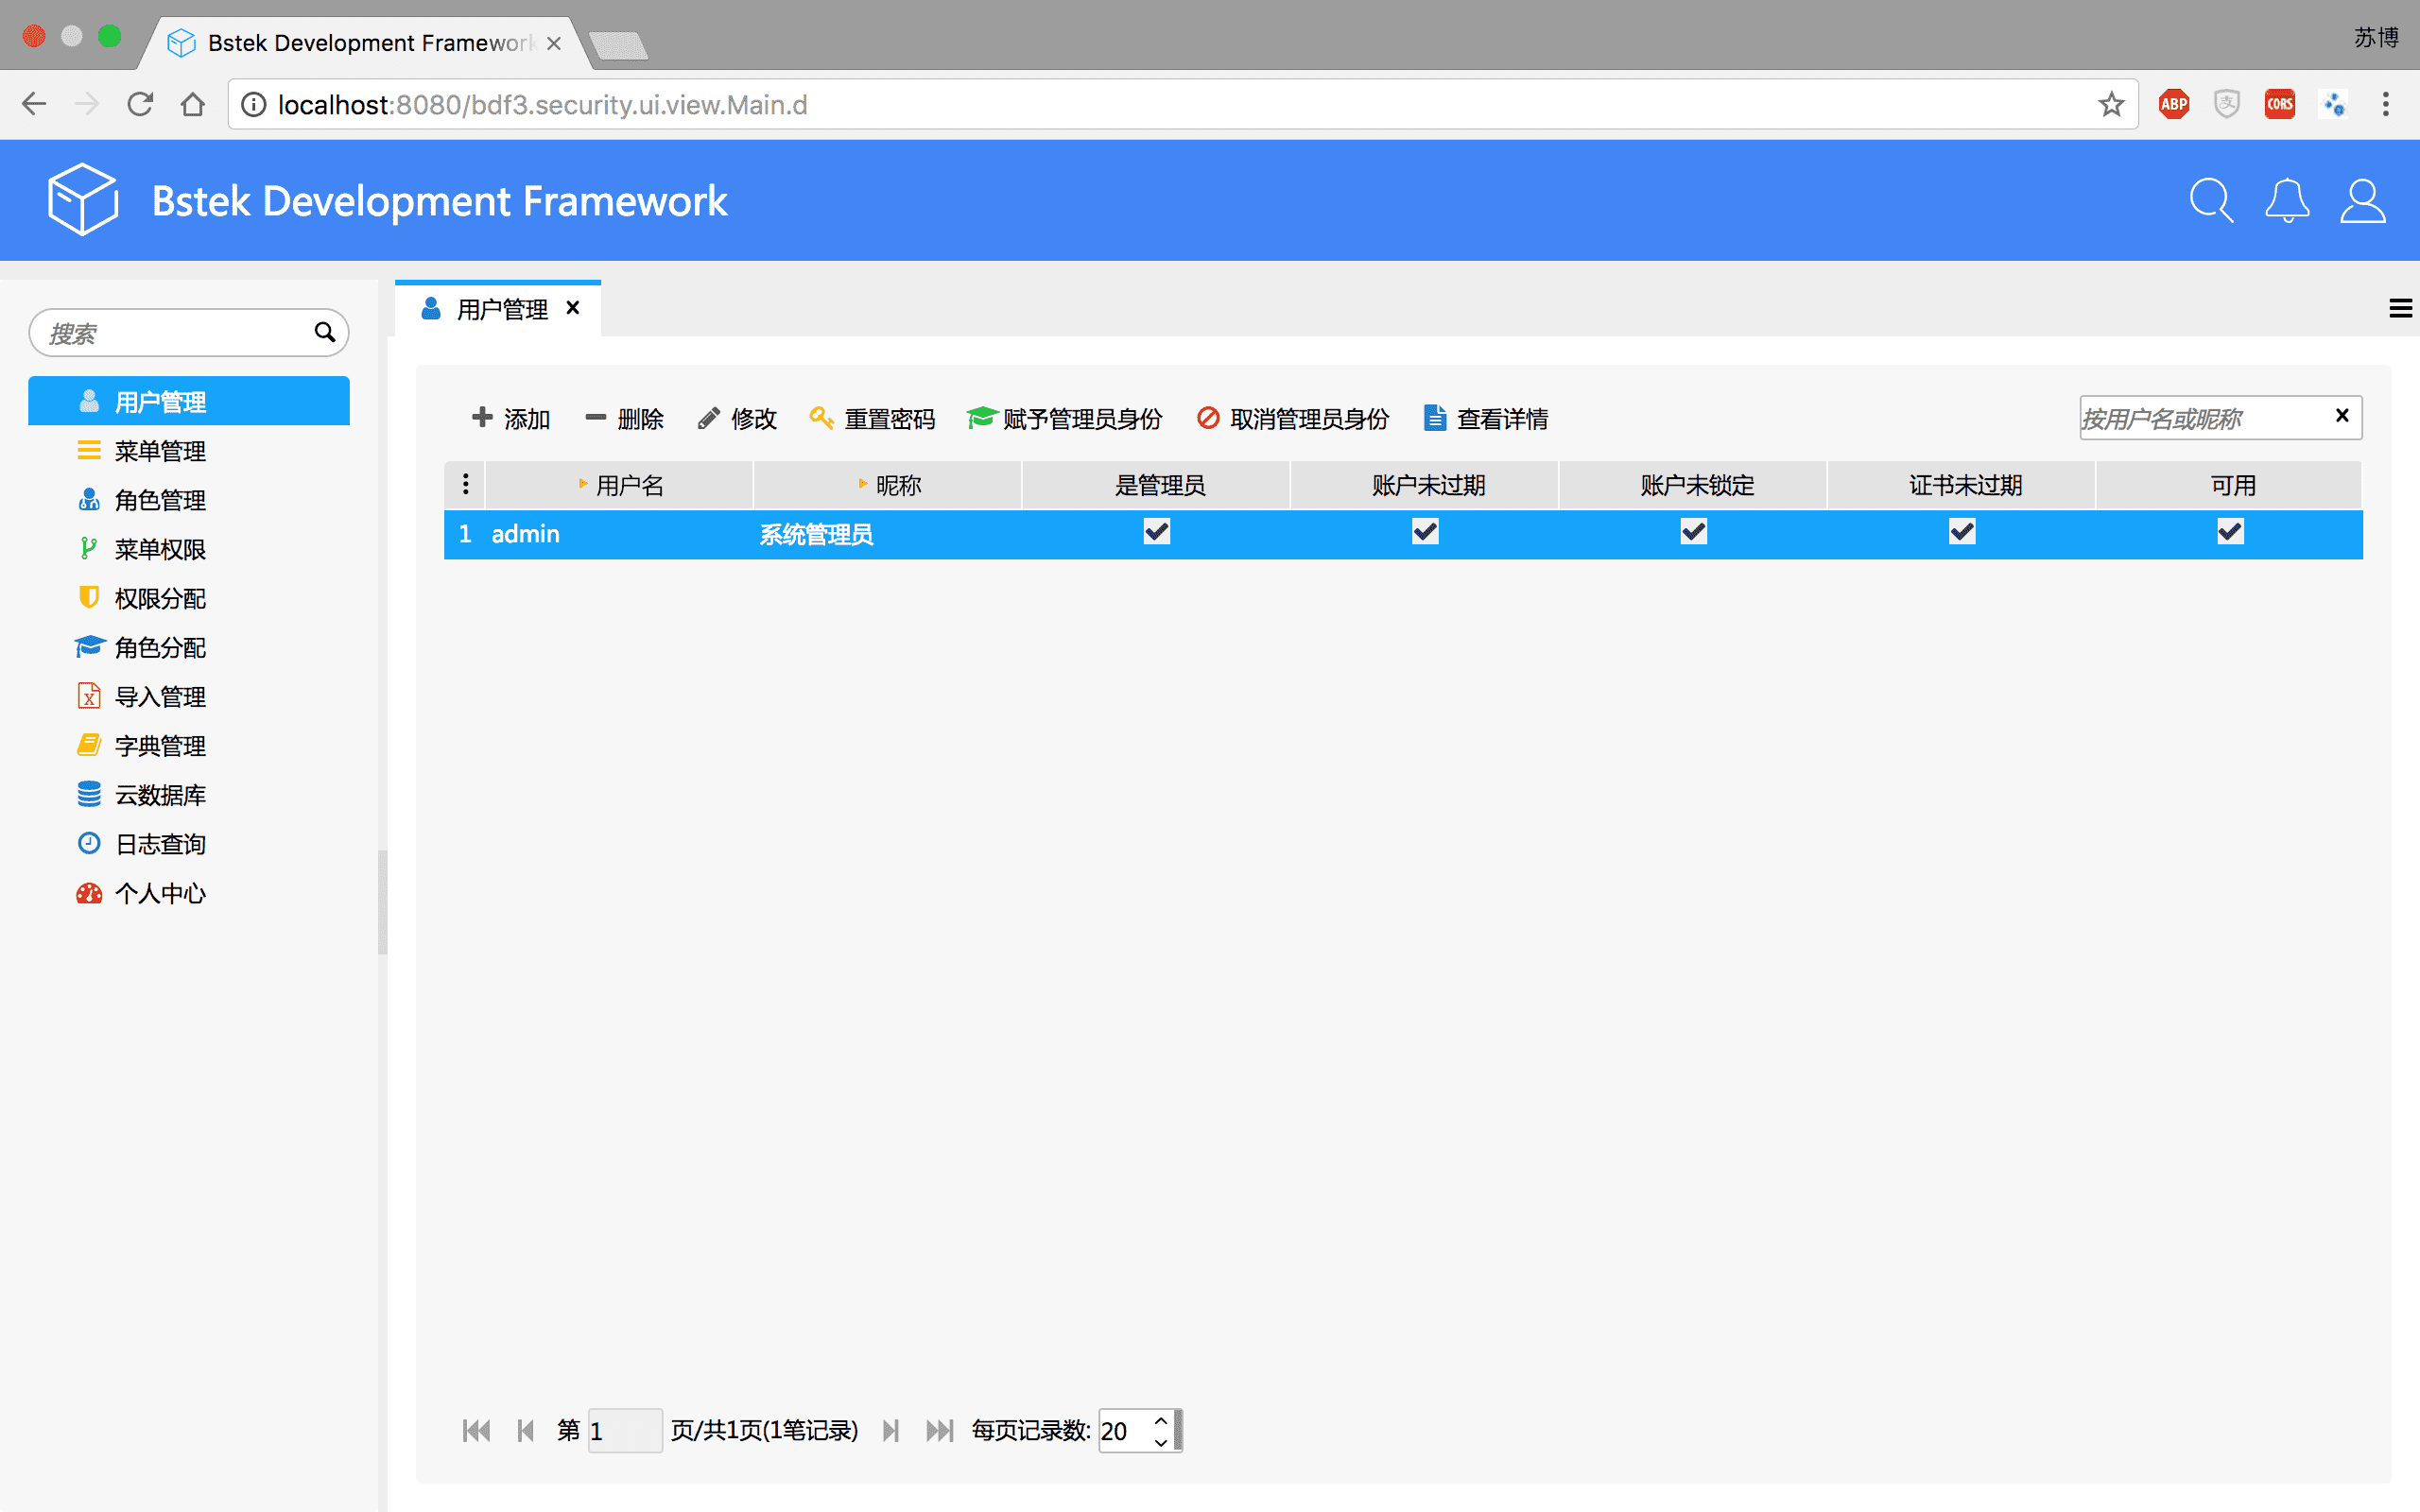 Bstek Development Framework
苏博
localhost:8080/bdf3.security.ui.view.Main.d
ABP
支
CORS
Bstek Development Framework
用户管理
搜索
用户管理
菜单管理
角色管理
菜单权限
权限分配
角色分配
导入管理
字典管理
云数据库
日志查询
个人中心
添加 删除 修改 重置密码 赋予管理员身份 取消管理员身份 查看详情 按用户名或昵称
用户名 昵称 是管理员 账户未过期 账户未锁定 证书未过期 可用
1 admin 系统管理员
第 1 页/共1页(1笔记录) 每页记录数: 20